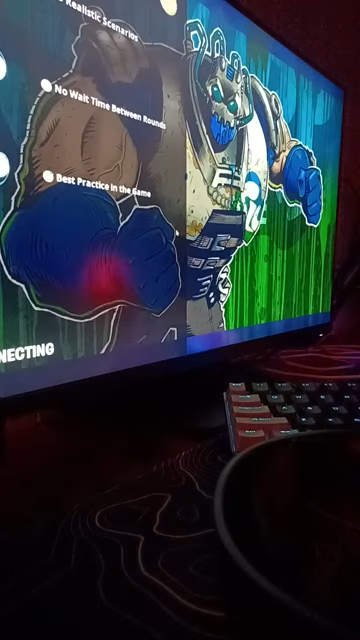 Realistic Scenarios
No Wait Time Between Rounds
Best Practice in the Game
NECTING